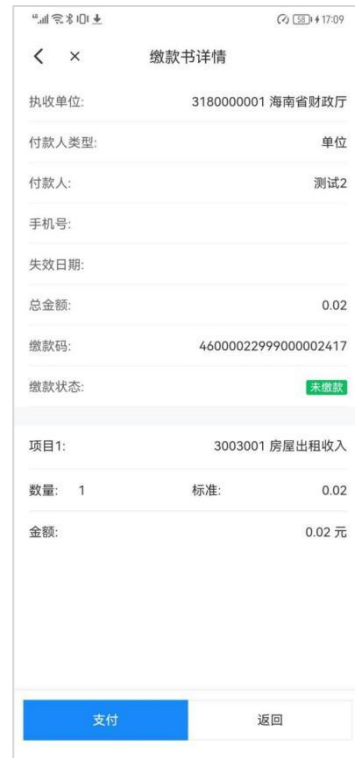 58 17:09
缴款书详情
执收单位: 3180000001 海南省财政厅
付款人类型: 单位
付款人: 测试2
手机号:
失效日期:
总金额: 0.02
缴款码: 46000022999000002417
缴款状态: 未缴款
项目1: 3003001 房屋出租收入
数量: 1 标准: 0.02
金额: 0.02 元
支付 返回